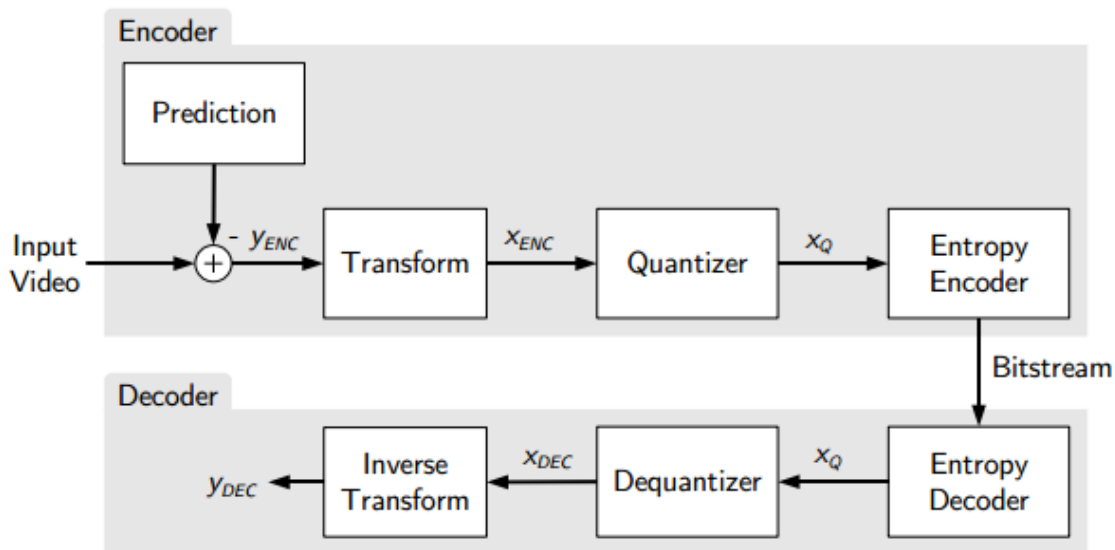 Encoder
Prediction
Input
Video
+
- y_ENC
Transform
x_ENC
Quantizer
x_Q
Entropy
Encoder
Bitstream
Decoder
y_DEC
Inverse
Transform
x_DEC
Dequantizer
x_Q
Entropy
Decoder